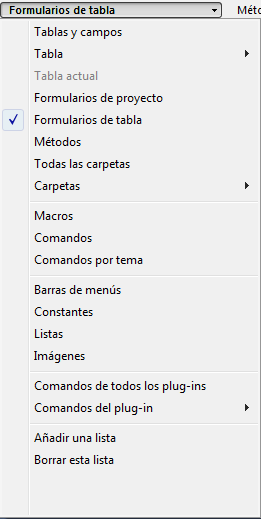 Formularios de tabla
Mét
Tablas y campos
Tabla
Tabla actual
Formularios de proyecto
Formularios de tabla
Métodos
Todas las carpetas
Carpetas
Macros
Comandos
Comandos por tema
Barras de menús
Constantes
Listas
Imágenes
Comandos de todos los plug-ins
Comandos del plug-in
Añadir una lista
Borrar esta lista